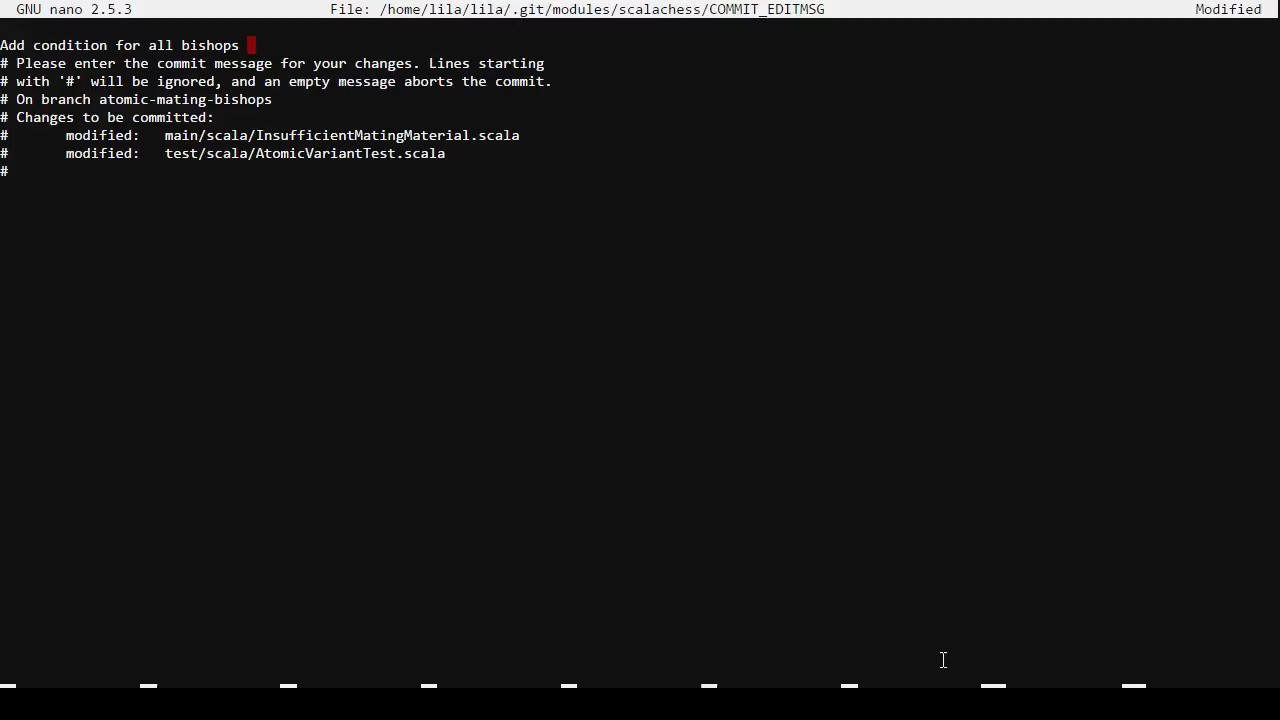 GNU nano 2.5.3 File: /home/lila/lila/.git/modules/scalachess/COMMIT_EDITMSG Modified
Add condition for all bishops
# Please enter the commit message for your changes. Lines starting
# with '#' will be ignored, and an empty message aborts the commit.
# On branch atomic-mating-bishops
# Changes to be committed:
# modified: main/scala/InsufficientMatingMaterial.scala
# modified: test/scala/AtomicVariantTest.scala
#